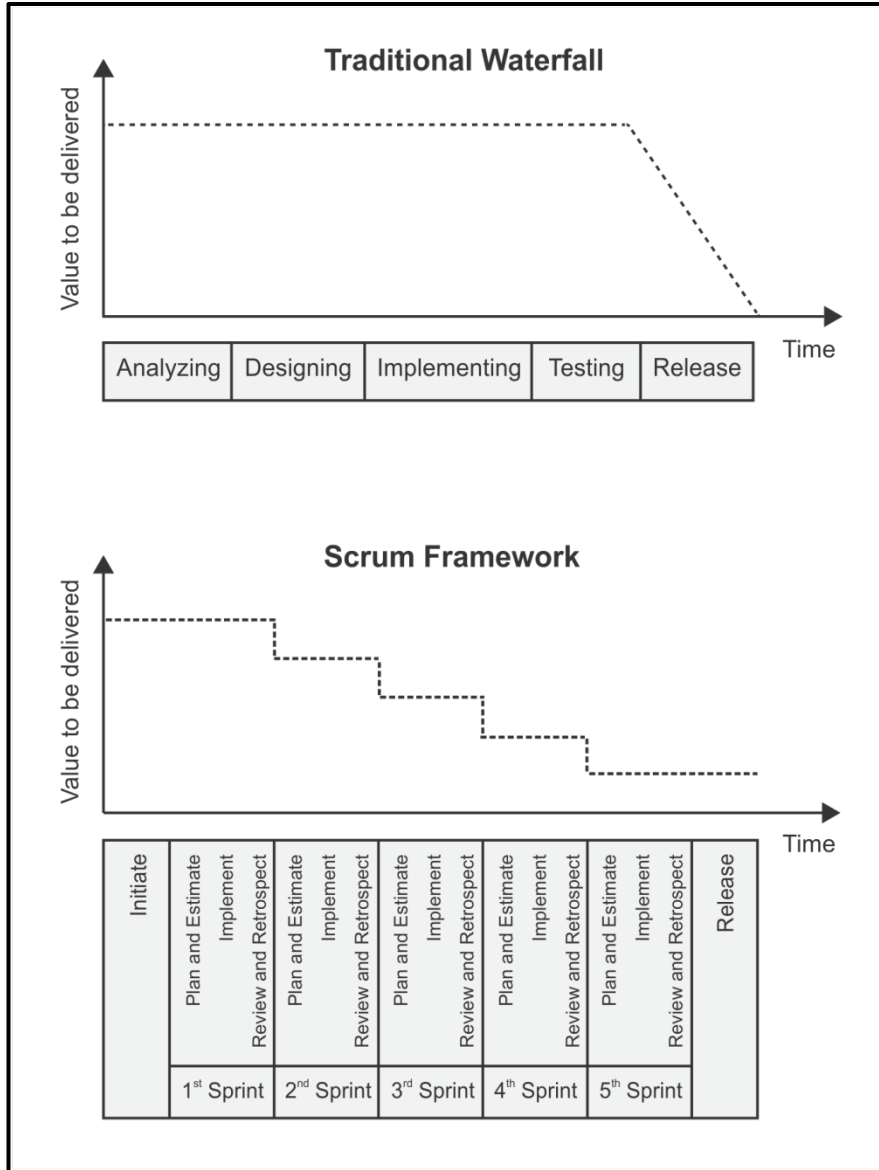 Traditional Waterfall
Value to be delivered
Time
Analyzing
Designing
Implementing
Testing
Release
Scrum Framework
Value to be delivered
Time
Initiate
Plan and Estimate
Implement
Review and Retrospect
Plan and Estimate
Implement
Review and Retrospect
Plan and Estimate
Implement
Review and Retrospect
Plan and Estimate
Implement
Review and Retrospect
Plan and Estimate
Implement
Review and Retrospect
Release
1st Sprint
2nd Sprint
3rd Sprint
4th Sprint
5th Sprint